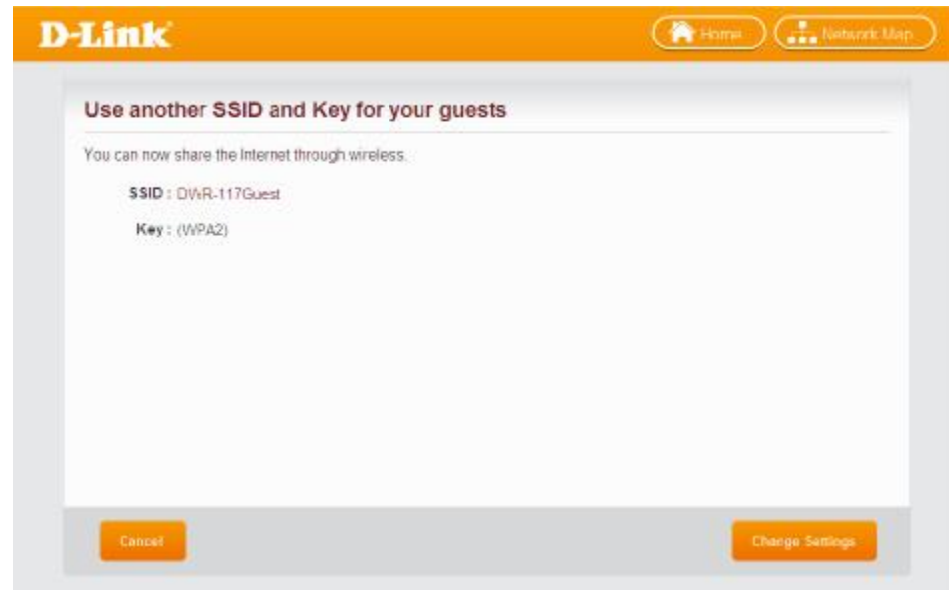 D-Link
Home
Network Map
Use another SSID and Key for your guests
You can now share the Internet through wireless.
SSID : DWR-117Guest
Key : (WPA2)
Cancel
Change Settings